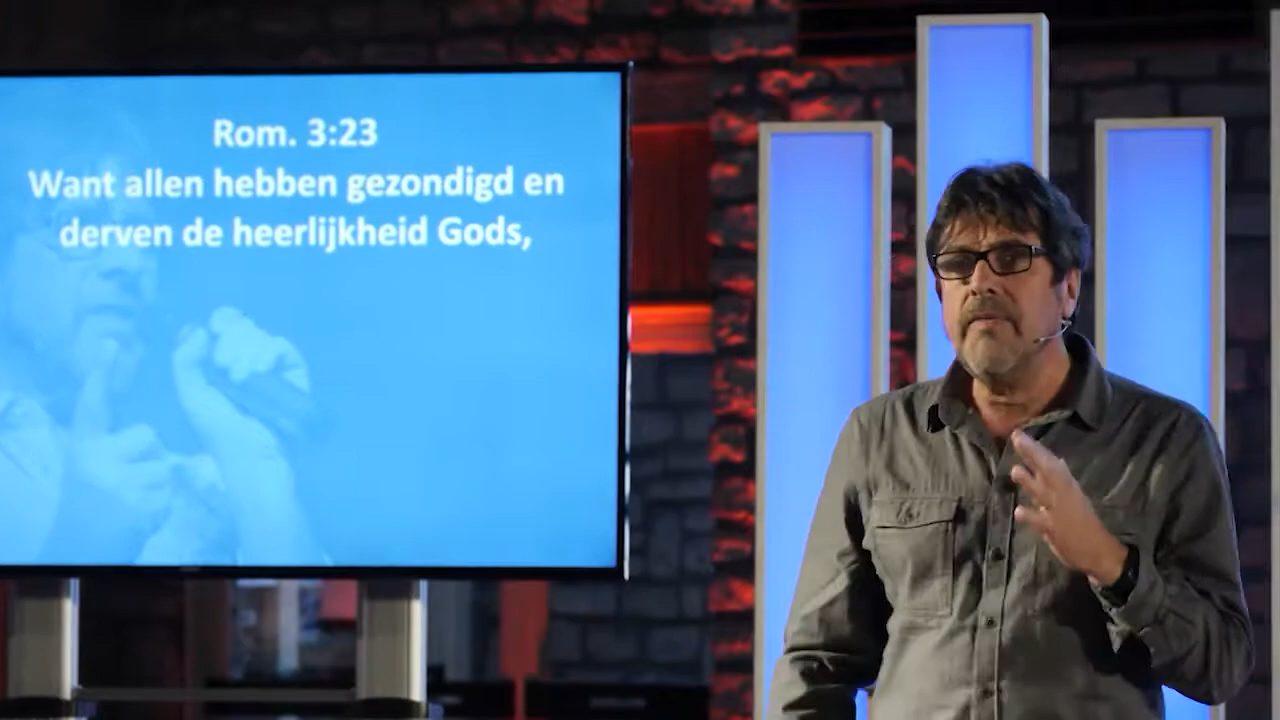 Rom. 3:23
Want allen hebben gezondigd en
derven de heerlijkheid Gods,